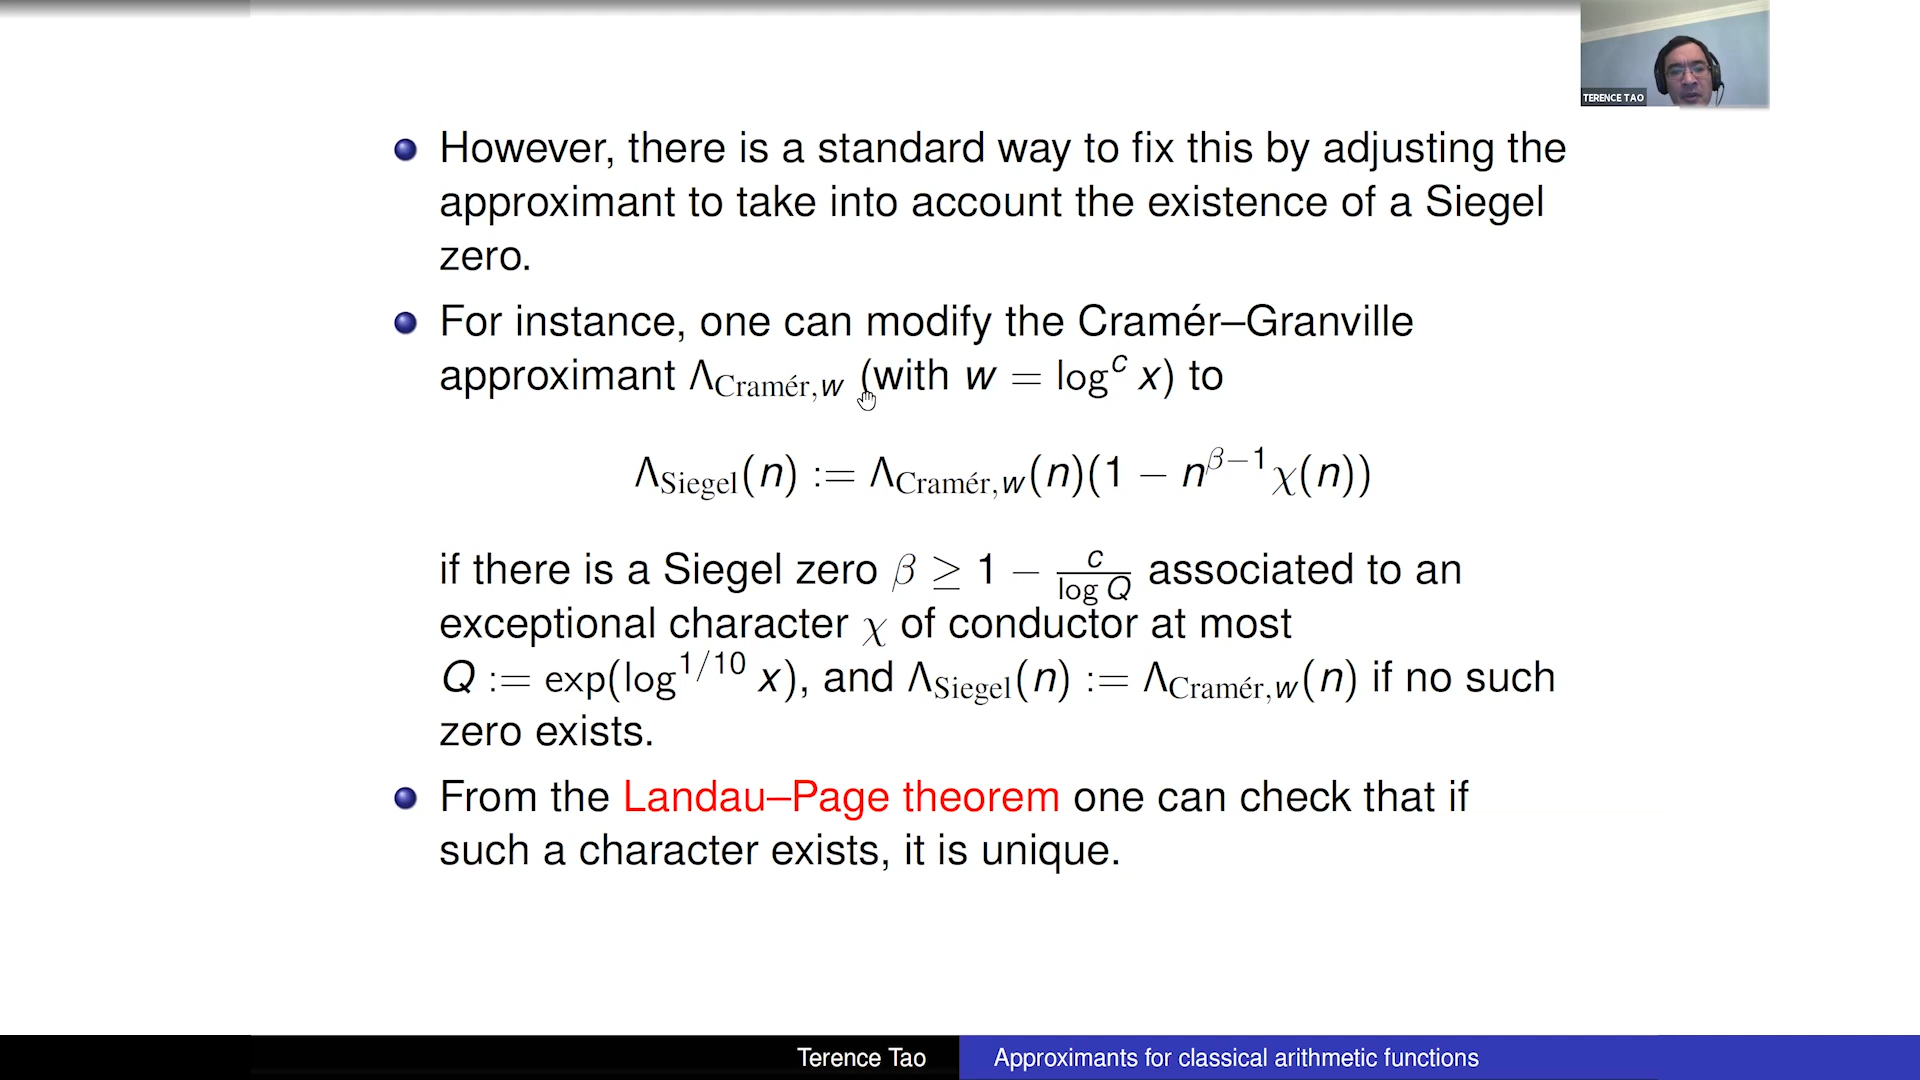 TERENCE TAO
However, there is a standard way to fix this by adjusting the
approximant to take into account the existence of a Siegel
zero.
For instance, one can modify the Cramér–Granville
approximant Λ_{Cramér,w} (with w = log^c x) to
Λ_{Siegel}(n) := Λ_{Cramér,w}(n)(1 − n^{β−1}χ(n))
if there is a Siegel zero β ≥ 1 − \frac{c}{log Q} associated to an
exceptional character χ of conductor at most
Q := exp(log^{1/10} x), and Λ_{Siegel}(n) := Λ_{Cramér,w}(n) if no such
zero exists.
From the Landau–Page theorem one can check that if
such a character exists, it is unique.
Terence Tao
Approximants for classical arithmetic functions